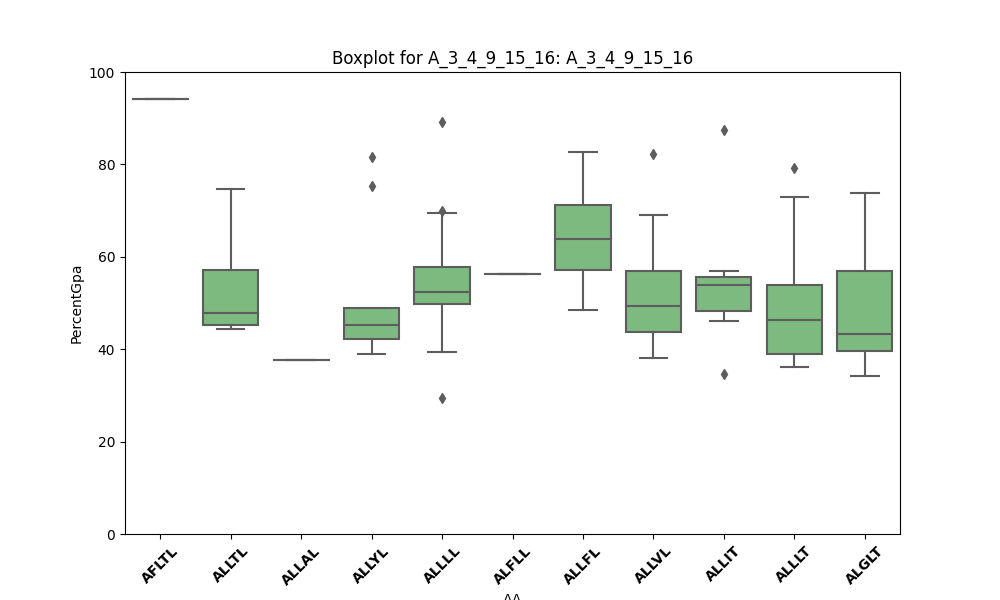 Boxplot for A_3_4_9_15_16: A_3_4_9_15_16
100
80
60
40
20
0
PercentGpa
AFLTL ALLTL ALLAL ALLYL ALLLL ALFLL ALLFL ALLVL ALLIT ALLLT ALGLT
AA